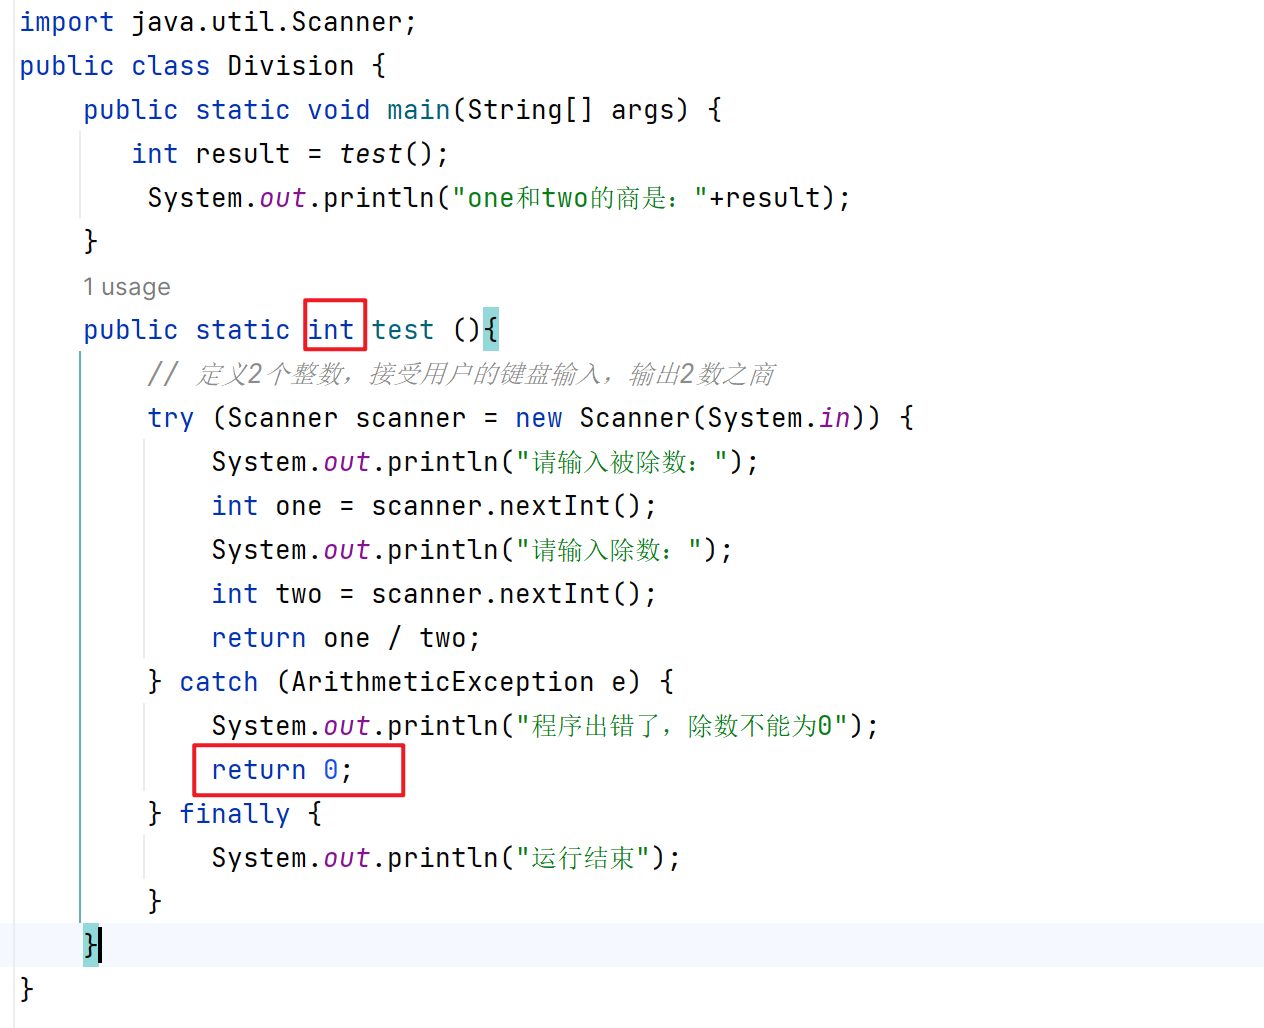 import java.util.Scanner;
public class Division {
public static void main(String[] args) {
int result = test();
System.out.println("one和two的商是："+result);
}
1 usage
public static int test (){
// 定义2个整数，接受用户的键盘输入，输出2数之商
try (Scanner scanner = new Scanner(System.in)) {
System.out.println("请输入被除数：");
int one = scanner.nextInt();
System.out.println("请输入除数：");
int two = scanner.nextInt();
return one / two;
} catch (ArithmeticException e) {
System.out.println("程序出错了，除数不能为0");
return 0;
} finally {
System.out.println("运行结束");
}
}
}